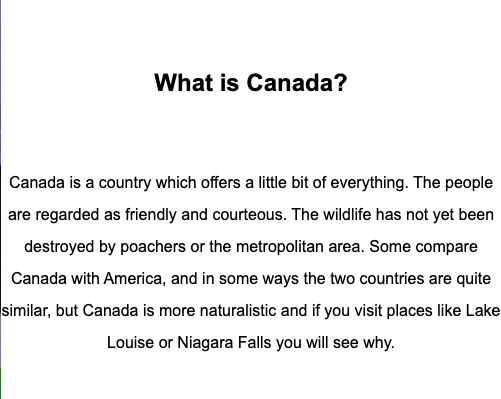 What is Canada?
Canada is a country which offers a little bit of everything. The people
are regarded as friendly and courteous. The wildlife has not yet been
destroyed by poachers or the metropolitan area. Some compare
Canada with America, and in some ways the two countries are quite
similar, but Canada is more naturalistic and if you visit places like Lake
Louise or Niagara Falls you will see why.